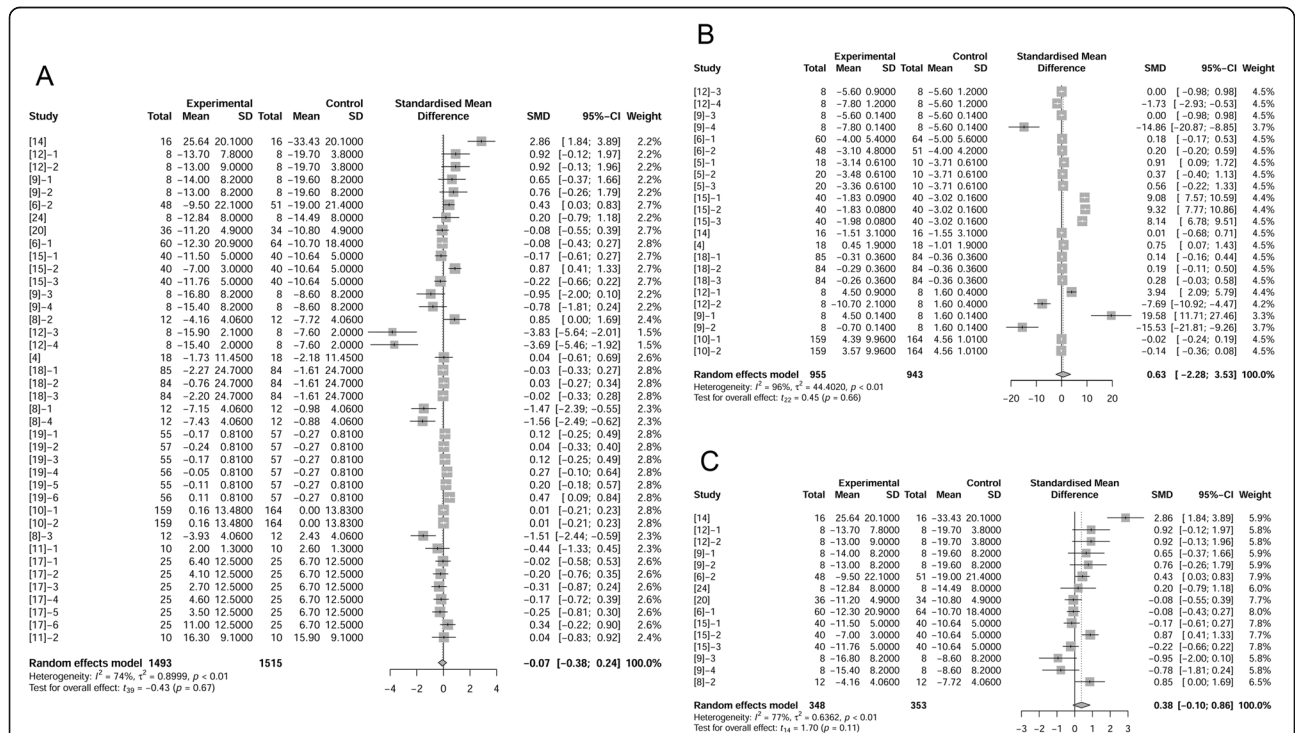 A
Experimental Control Standardised Mean
Study Total Mean SD Total Mean SD Difference SMD 95%−CI Weight
[14] 16 25.64 20.1000 16 −33.43 20.1000 2.86 [ 1.84; 3.89] 2.2%
[12]−1 8 −13.70 7.8000 8 −19.70 3.8000 0.92 [−0.12; 1.97] 2.2%
[12]−2 8 −13.00 9.0000 8 −19.70 3.8000 0.92 [−0.13; 1.96] 2.2%
[9]−1 8 −14.00 8.2000 8 −19.60 8.2000 0.65 [−0.37; 1.66] 2.2%
[9]−2 8 −13.00 8.2000 8 −19.60 8.2000 0.76 [−0.26; 1.79] 2.2%
[6]−2 48 −9.50 22.1000 51 −19.00 21.4000 0.43 [ 0.03; 0.83] 2.7%
[24] 8 −12.84 8.0000 8 −14.49 8.0000 0.20 [−0.79; 1.18] 2.2%
[20] 36 −11.20 4.9000 34 −10.80 4.9000 −0.08 [−0.55; 0.39] 2.7%
[6]−1 60 −12.30 20.9000 64 −10.70 18.4000 −0.08 [−0.43; 0.27] 2.8%
[15]−1 40 −11.50 5.0000 40 −10.64 5.0000 −0.17 [−0.61; 0.27] 2.7%
[15]−2 40 −7.00 3.0000 40 −10.64 5.0000 0.87 [ 0.41; 1.33] 2.7%
[15]−3 40 −11.76 5.0000 40 −10.64 5.0000 −0.22 [−0.66; 0.22] 2.7%
[9]−3 8 −16.80 8.2000 8 −8.60 8.2000 −0.95 [−2.00; 0.10] 2.2%
[9]−4 8 −15.40 8.2000 8 −8.60 8.2000 −0.78 [−1.81; 0.24] 2.2%
[8]−2 12 −4.16 4.0600 12 −7.72 4.0600 0.85 [ 0.00; 1.69] 2.4%
[12]−3 8 −15.90 2.1000 8 −7.60 2.0000 −3.83 [−5.64; −2.01] 1.5%
[12]−4 8 −15.40 2.0000 8 −7.60 2.0000 −3.69 [−5.46; −1.92] 1.5%
[4] 18 −1.73 11.4500 18 −2.18 11.4500 0.04 [−0.61; 0.69] 2.6%
[18]−1 85 −2.27 24.7000 84 −1.61 24.7000 −0.03 [−0.33; 0.27] 2.8%
[18]−2 84 −0.76 24.7000 84 −1.61 24.7000 0.03 [−0.27; 0.34] 2.8%
[18]−3 84 −2.20 24.7000 84 −1.61 24.7000 −0.02 [−0.33; 0.28] 2.8%
[8]−1 12 −7.15 4.0600 12 −0.98 4.0600 −1.47 [−2.39; −0.55] 2.3%
[8]−4 12 −7.43 4.0600 12 −0.88 4.0600 −1.56 [−2.49; −0.62] 2.3%
[19]−1 55 −0.17 0.8100 57 −0.27 0.8100 0.12 [−0.25; 0.49] 2.8%
[19]−2 57 −0.24 0.8100 57 −0.27 0.8100 0.04 [−0.33; 0.40] 2.8%
[19]−3 55 −0.17 0.8100 57 −0.27 0.8100 0.12 [−0.25; 0.49] 2.8%
[19]−4 56 −0.05 0.8100 57 −0.27 0.8100 0.27 [−0.10; 0.64] 2.8%
[19]−5 55 −0.11 0.8100 57 −0.27 0.8100 0.20 [−0.18; 0.57] 2.8%
[19]−6 56 0.11 0.8100 57 −0.27 0.8100 0.47 [ 0.09; 0.84] 2.8%
[10]−1 159 0.16 13.4800 164 0.00 13.8300 0.01 [−0.21; 0.23] 2.8%
[10]−2 159 0.16 13.4800 164 0.00 13.8300 0.01 [−0.21; 0.23] 2.8%
[8]−3 12 −3.93 4.0600 12 2.43 4.0600 −1.51 [−2.44; −0.59] 2.3%
[11]−1 10 2.00 1.3000 10 2.60 1.3000 −0.44 [−1.33; 0.45] 2.3%
[17]−1 25 6.40 12.5000 25 6.70 12.5000 −0.02 [−0.58; 0.53] 2.6%
[17]−2 25 4.10 12.5000 25 6.70 12.5000 −0.20 [−0.76; 0.35] 2.6%
[17]−3 25 2.70 12.5000 25 6.70 12.5000 −0.31 [−0.87; 0.24] 2.6%
[17]−4 25 4.60 12.5000 25 6.70 12.5000 −0.17 [−0.72; 0.39] 2.6%
[17]−5 25 3.50 12.5000 25 6.70 12.5000 −0.25 [−0.81; 0.30] 2.6%
[17]−6 25 11.00 12.5000 25 6.70 12.5000 0.34 [−0.22; 0.90] 2.6%
[11]−2 10 16.30 9.1000 10 15.90 9.1000 0.04 [−0.83; 0.92] 2.4%
Random effects model 1493 1515 −0.07 [−0.38; 0.24] 100.0%
Heterogeneity: I² = 74%, τ² = 0.8999, p < 0.01
Test for overall effect: t₃₉ = −0.43 (p = 0.67)
−4 −2 0 2 4
B
Experimental Control Standardised Mean
Study Total Mean SD Total Mean SD Difference SMD 95%−CI Weight
[12]−3 8 −5.60 0.9000 8 −5.60 1.2000 0.00 [ −0.98; 0.98] 4.5%
[12]−4 8 −7.80 1.2000 8 −5.60 1.2000 −1.73 [ −2.93; −0.53] 4.5%
[9]−3 8 −5.60 0.1400 8 −5.60 0.1400 0.00 [ −0.98; 0.98] 4.5%
[9]−4 8 −7.80 0.1400 8 −5.60 0.1400 −14.86 [−20.87; −8.85] 3.7%
[6]−1 60 −4.00 5.4000 64 −5.00 5.6000 0.18 [ −0.17; 0.53] 4.5%
[6]−2 48 −3.10 4.8000 51 −4.00 4.2000 0.20 [ −0.20; 0.59] 4.5%
[5]−1 18 −3.14 0.6100 10 −3.71 0.6100 0.91 [ 0.09; 1.72] 4.5%
[5]−2 20 −3.48 0.6100 10 −3.71 0.6100 0.37 [ −0.40; 1.13] 4.5%
[5]−3 20 −3.36 0.6100 10 −3.71 0.6100 0.56 [ −0.22; 1.33] 4.5%
[15]−1 40 −1.83 0.0800 40 −3.02 0.1600 9.08 [ 7.57; 10.59] 4.4%
[15]−2 40 −1.83 0.0700 40 −3.02 0.1600 9.32 [ 7.77; 10.86] 4.4%
[15]−3 40 −1.98 0.0800 40 −3.02 0.1600 8.14 [ 6.78; 9.51] 4.4%
[14] 16 −1.51 3.1000 16 −1.55 3.1000 0.01 [ −0.68; 0.71] 4.5%
[4] 18 0.45 1.9000 18 −1.01 1.9000 0.75 [ 0.07; 1.43] 4.5%
[18]−1 85 −0.31 0.3600 84 −0.36 0.3600 0.14 [ −0.16; 0.44] 4.5%
[18]−2 84 −0.29 0.3600 84 −0.36 0.3600 0.19 [ −0.11; 0.50] 4.5%
[18]−3 84 −0.26 0.3600 84 −0.36 0.3600 0.28 [ −0.03; 0.58] 4.5%
[12]−1 8 4.50 0.9000 8 1.60 0.4000 3.94 [ 2.09; 5.79] 4.4%
[12]−2 8 −10.70 2.1000 8 1.60 0.4000 −7.69 [−10.92; −4.47] 4.2%
[9]−1 8 4.50 0.1400 8 1.60 0.1400 19.58 [ 11.71; 27.46] 3.3%
[9]−2 8 −0.70 0.1400 8 1.60 0.1400 −15.53 [−21.81; −9.26] 3.7%
[10]−1 159 4.39 9.9600 164 4.56 1.0100 −0.02 [ −0.24; 0.19] 4.5%
[10]−2 159 3.57 9.9600 164 4.56 1.0100 −0.14 [ −0.36; 0.08] 4.5%
Random effects model 955 943 0.63 [ −2.28; 3.53] 100.0%
Heterogeneity: I² = 96%, τ² = 44.4020, p < 0.01
Test for overall effect: t₂₂ = 0.45 (p = 0.66)
−20 −10 0 10 20
C
Experimental Control Standardised Mean
Study Total Mean SD Total Mean SD Difference SMD 95%−CI Weight
[14] 16 25.64 20.1000 16 −33.43 20.1000 2.86 [ 1.84; 3.89] 5.9%
[12]−1 8 −13.70 7.8000 8 −19.70 3.8000 0.92 [−0.12; 1.97] 5.8%
[12]−2 8 −13.00 9.0000 8 −19.70 3.8000 0.92 [−0.13; 1.96] 5.8%
[9]−1 8 −14.00 8.2000 8 −19.60 8.2000 0.65 [−0.37; 1.66] 5.9%
[9]−2 8 −13.00 8.2000 8 −19.60 8.2000 0.76 [−0.26; 1.79] 5.9%
[6]−2 48 −9.50 22.1000 51 −19.00 21.4000 0.43 [ 0.03; 0.83] 7.9%
[24] 8 −12.84 8.0000 8 −14.49 8.0000 0.20 [−0.79; 1.18] 6.0%
[20] 36 −11.20 4.9000 34 −10.80 4.9000 −0.08 [−0.55; 0.39] 7.7%
[6]−1 60 −12.30 20.9000 64 −10.70 18.4000 −0.08 [−0.43; 0.27] 8.0%
[15]−1 40 −11.50 5.0000 40 −10.64 5.0000 −0.17 [−0.61; 0.27] 7.8%
[15]−2 40 −7.00 3.0000 40 −10.64 5.0000 0.87 [ 0.41; 1.33] 7.7%
[15]−3 40 −11.76 5.0000 40 −10.64 5.0000 −0.22 [−0.66; 0.22] 7.8%
[9]−3 8 −16.80 8.2000 8 −8.60 8.2000 −0.95 [−2.00; 0.10] 5.8%
[9]−4 8 −15.40 8.2000 8 −8.60 8.2000 −0.78 [−1.81; 0.24] 5.9%
[8]−2 12 −4.16 4.0600 12 −7.72 4.0600 0.85 [ 0.00; 1.69] 6.5%
Random effects model 348 353 0.38 [−0.10; 0.86] 100.0%
Heterogeneity: I² = 77%, τ² = 0.6362, p < 0.01
Test for overall effect: t₁₄ = 1.70 (p = 0.11)
−3 −2 −1 0 1 2 3